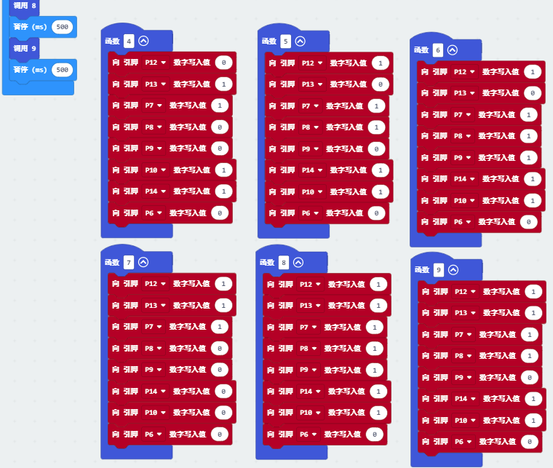 调用 8
暂停 (ms) 500
调用 9
暂停 (ms) 500
函数 4
向 引脚 P12 数字写入值 0
向 引脚 P13 数字写入值 1
向 引脚 P7 数字写入值 1
向 引脚 P8 数字写入值 0
向 引脚 P9 数字写入值 0
向 引脚 P10 数字写入值 1
向 引脚 P14 数字写入值 1
向 引脚 P6 数字写入值 0
函数 5
向 引脚 P12 数字写入值 1
向 引脚 P13 数字写入值 0
向 引脚 P7 数字写入值 1
向 引脚 P8 数字写入值 1
向 引脚 P9 数字写入值 0
向 引脚 P14 数字写入值 1
向 引脚 P10 数字写入值 1
向 引脚 P6 数字写入值 0
函数 6
向 引脚 P12 数字写入值 1
向 引脚 P13 数字写入值 0
向 引脚 P7 数字写入值 1
向 引脚 P8 数字写入值 1
向 引脚 P9 数字写入值 1
向 引脚 P14 数字写入值 1
向 引脚 P10 数字写入值 1
向 引脚 P6 数字写入值 0
函数 7
向 引脚 P12 数字写入值 1
向 引脚 P13 数字写入值 1
向 引脚 P7 数字写入值 1
向 引脚 P8 数字写入值 0
向 引脚 P9 数字写入值 0
向 引脚 P14 数字写入值 0
向 引脚 P10 数字写入值 0
向 引脚 P6 数字写入值 0
函数 8
向 引脚 P12 数字写入值 1
向 引脚 P13 数字写入值 1
向 引脚 P7 数字写入值 1
向 引脚 P8 数字写入值 1
向 引脚 P9 数字写入值 1
向 引脚 P14 数字写入值 1
向 引脚 P10 数字写入值 1
向 引脚 P6 数字写入值 0
函数 9
向 引脚 P12 数字写入值 1
向 引脚 P13 数字写入值 1
向 引脚 P7 数字写入值 1
向 引脚 P8 数字写入值 1
向 引脚 P9 数字写入值 0
向 引脚 P14 数字写入值 1
向 引脚 P10 数字写入值 1
向 引脚 P6 数字写入值 0